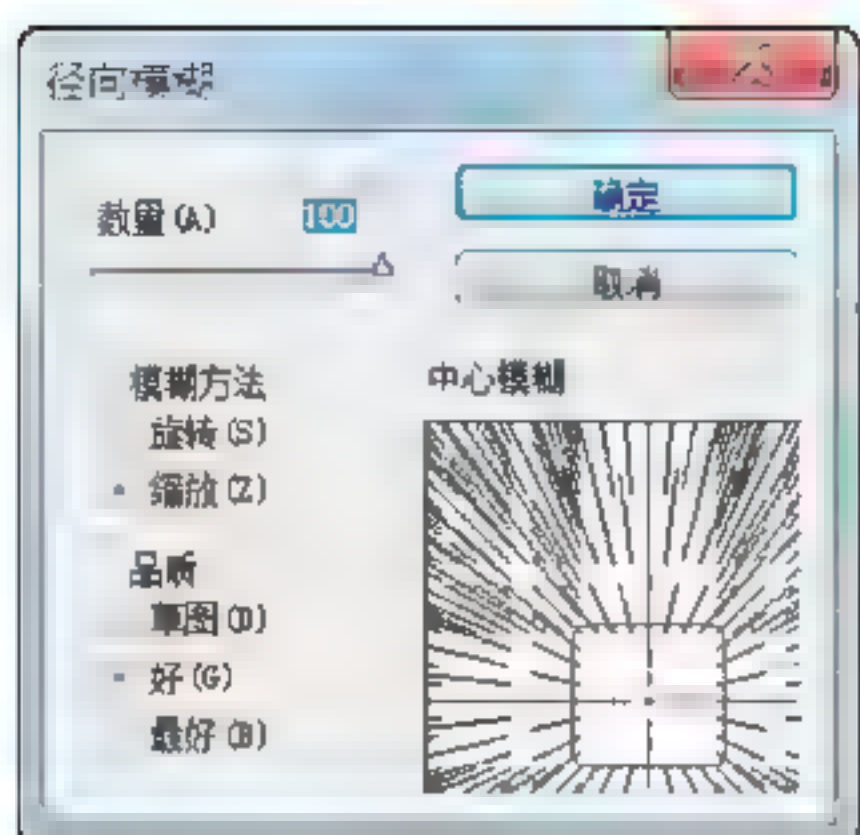 径向模糊
数量(A) 100
确定
取消
模糊方法
旋转(S)
缩放(Z)
品质
草图(D)
好(G)
最好(B)
中心模糊